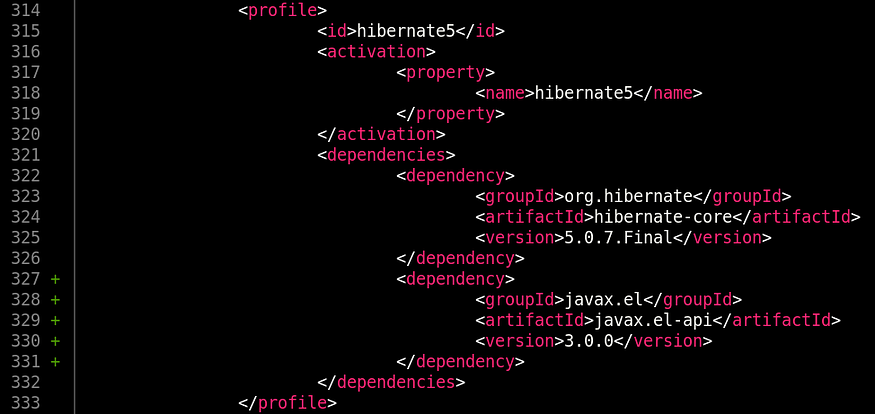 314 <profile>
315 <id>hibernate5</id>
316 <activation>
317 <property>
318 <name>hibernate5</name>
319 </property>
320 </activation>
321 <dependencies>
322 <dependency>
323 <groupId>org.hibernate</groupId>
324 <artifactId>hibernate-core</artifactId>
325 <version>5.0.7.Final</version>
326 </dependency>
327 + <dependency>
328 + <groupId>javax.el</groupId>
329 + <artifactId>javax.el-api</artifactId>
330 + <version>3.0.0</version>
331 + </dependency>
332 </dependencies>
333 </profile>